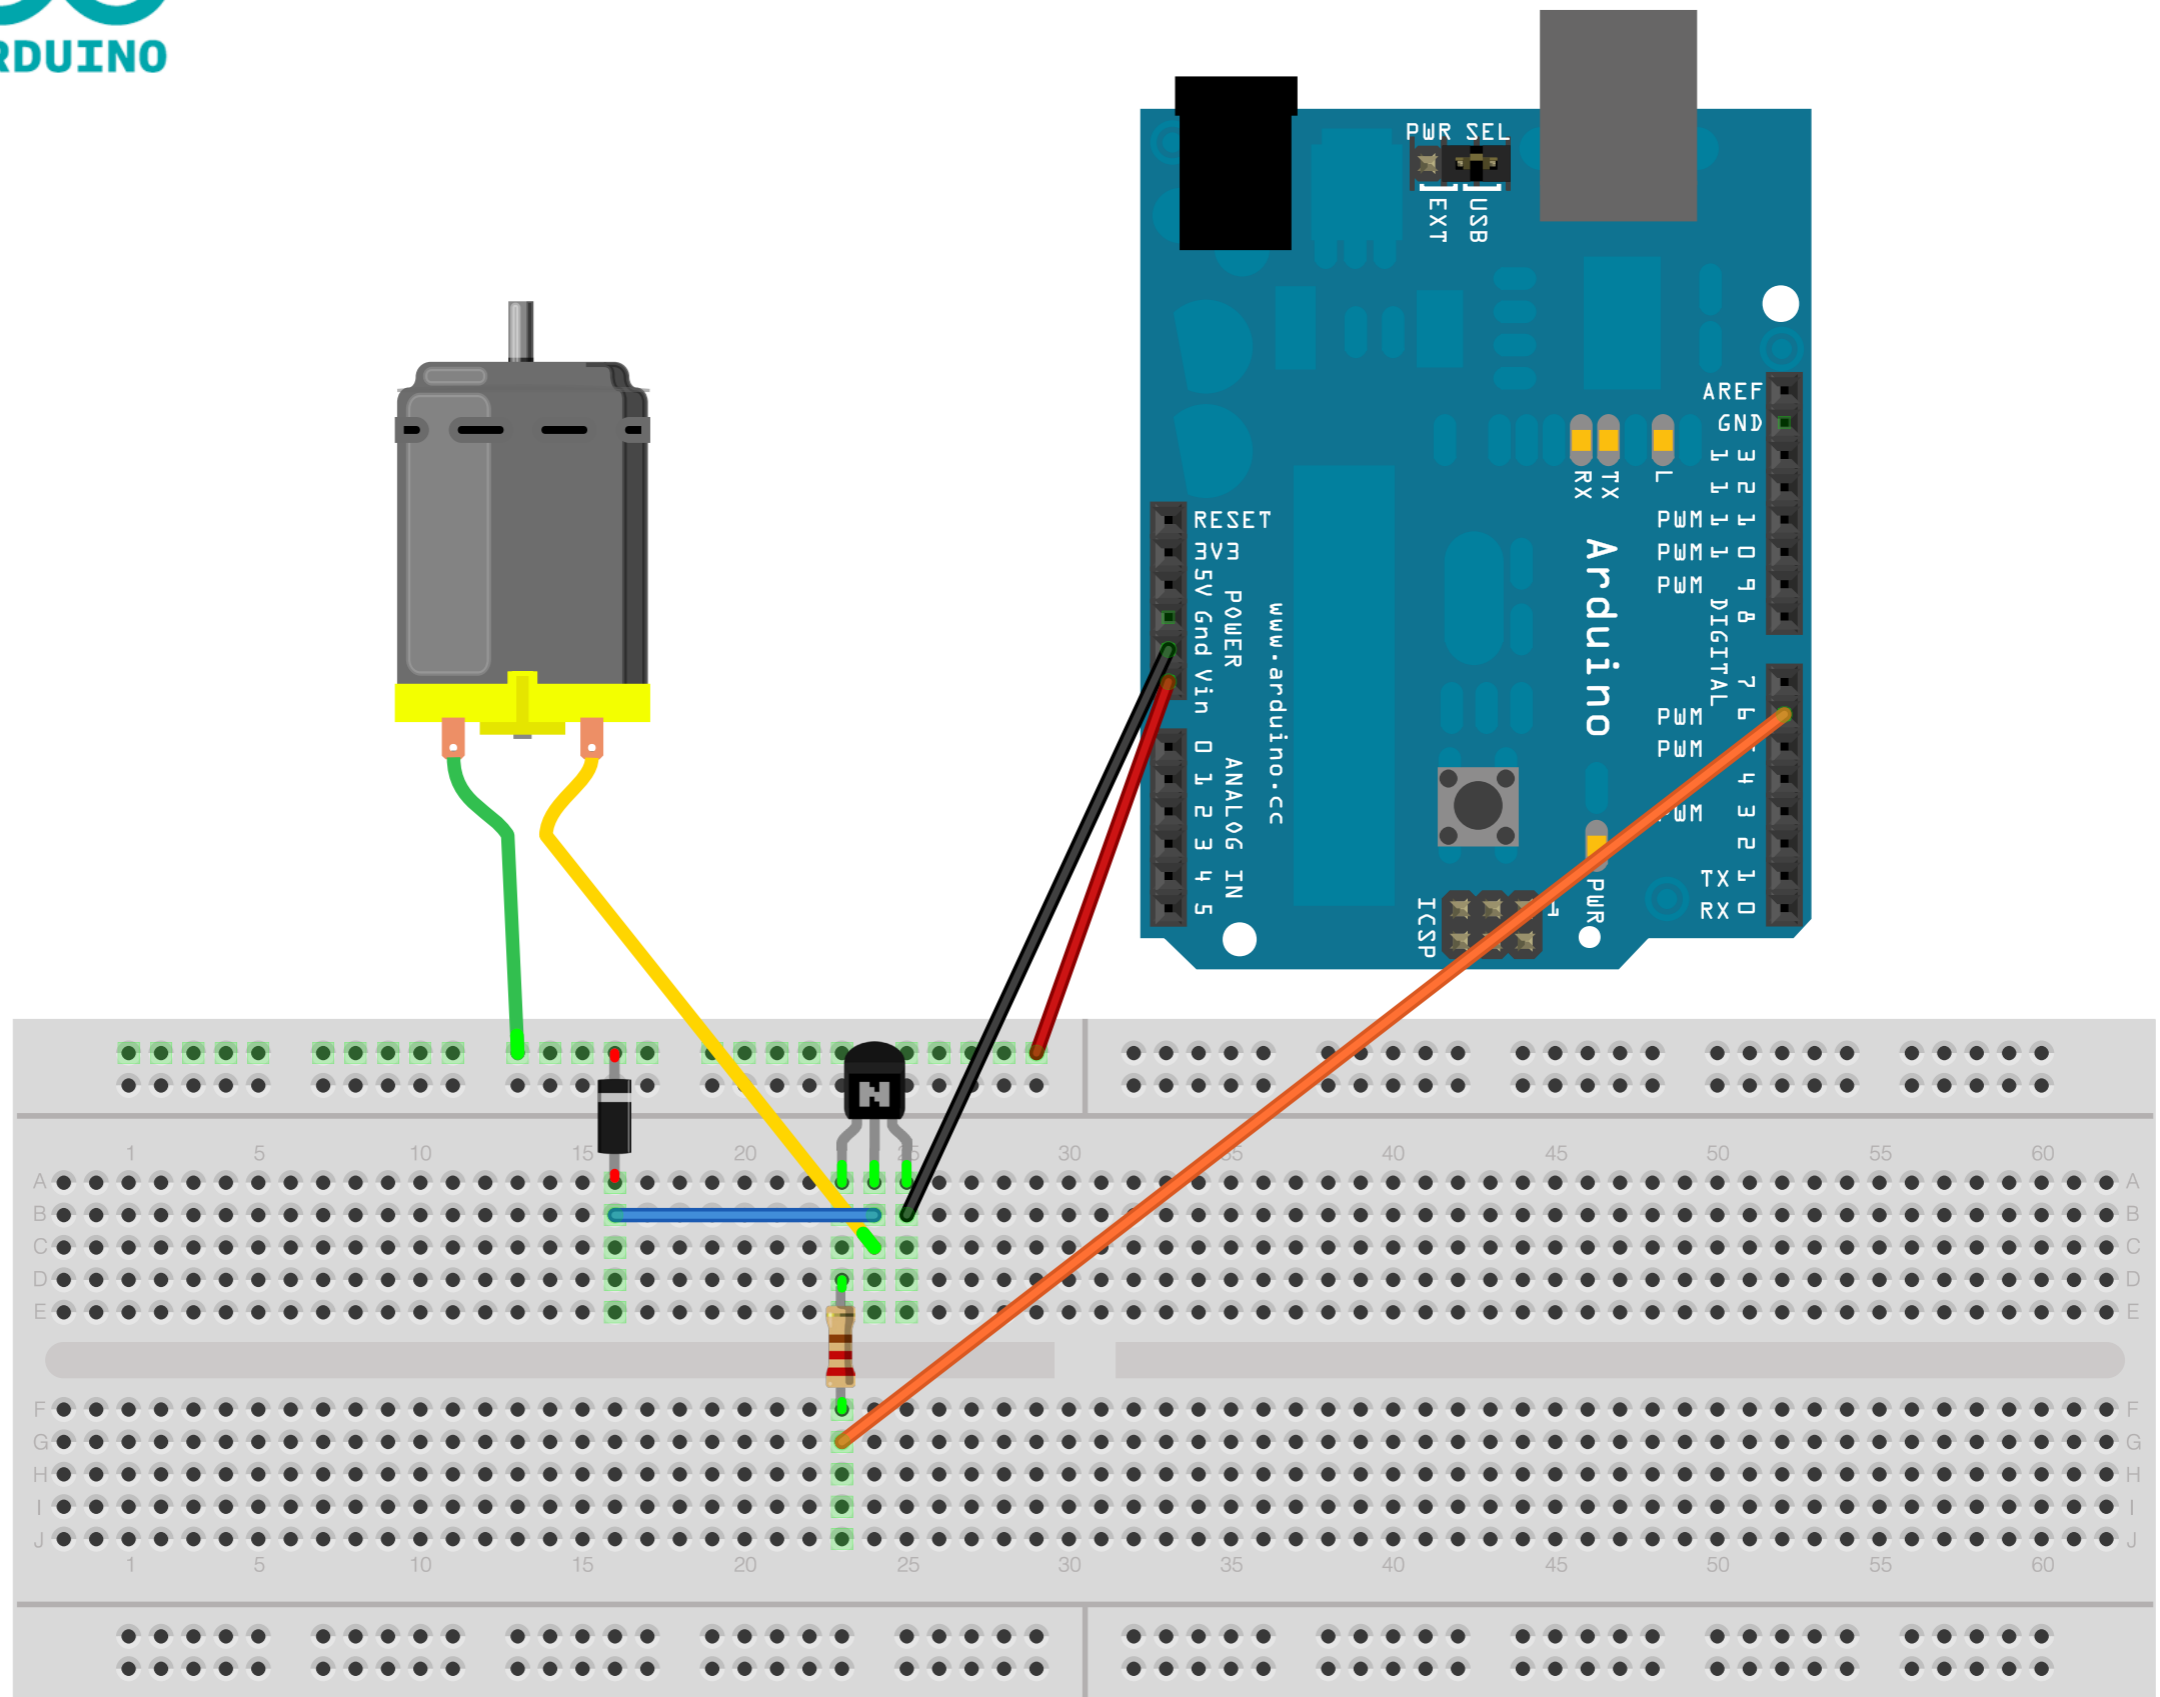 RDUINO
PWR SEL
EXT
USB
AREF
GND
13
12
PWM 11
PWM 10
PWM 9
8
DIGITAL
7
PWM 6
PWM
4
PWM 3
2
TX 1
RX 0
RX
TX
L
RESET
3V3
5V Gnd Vin
POWER
www.arduino.cc
Arduino
0 1 2 3 4 5
ANALOG IN
ICSP
1
PWR
N
1 5 10 15 20 25 30 35 40 45 50 55 60
A A
B B
C C
D D
E E
F F
G G
H H
I I
J J
1 5 10 15 20 25 30 35 40 45 50 55 60